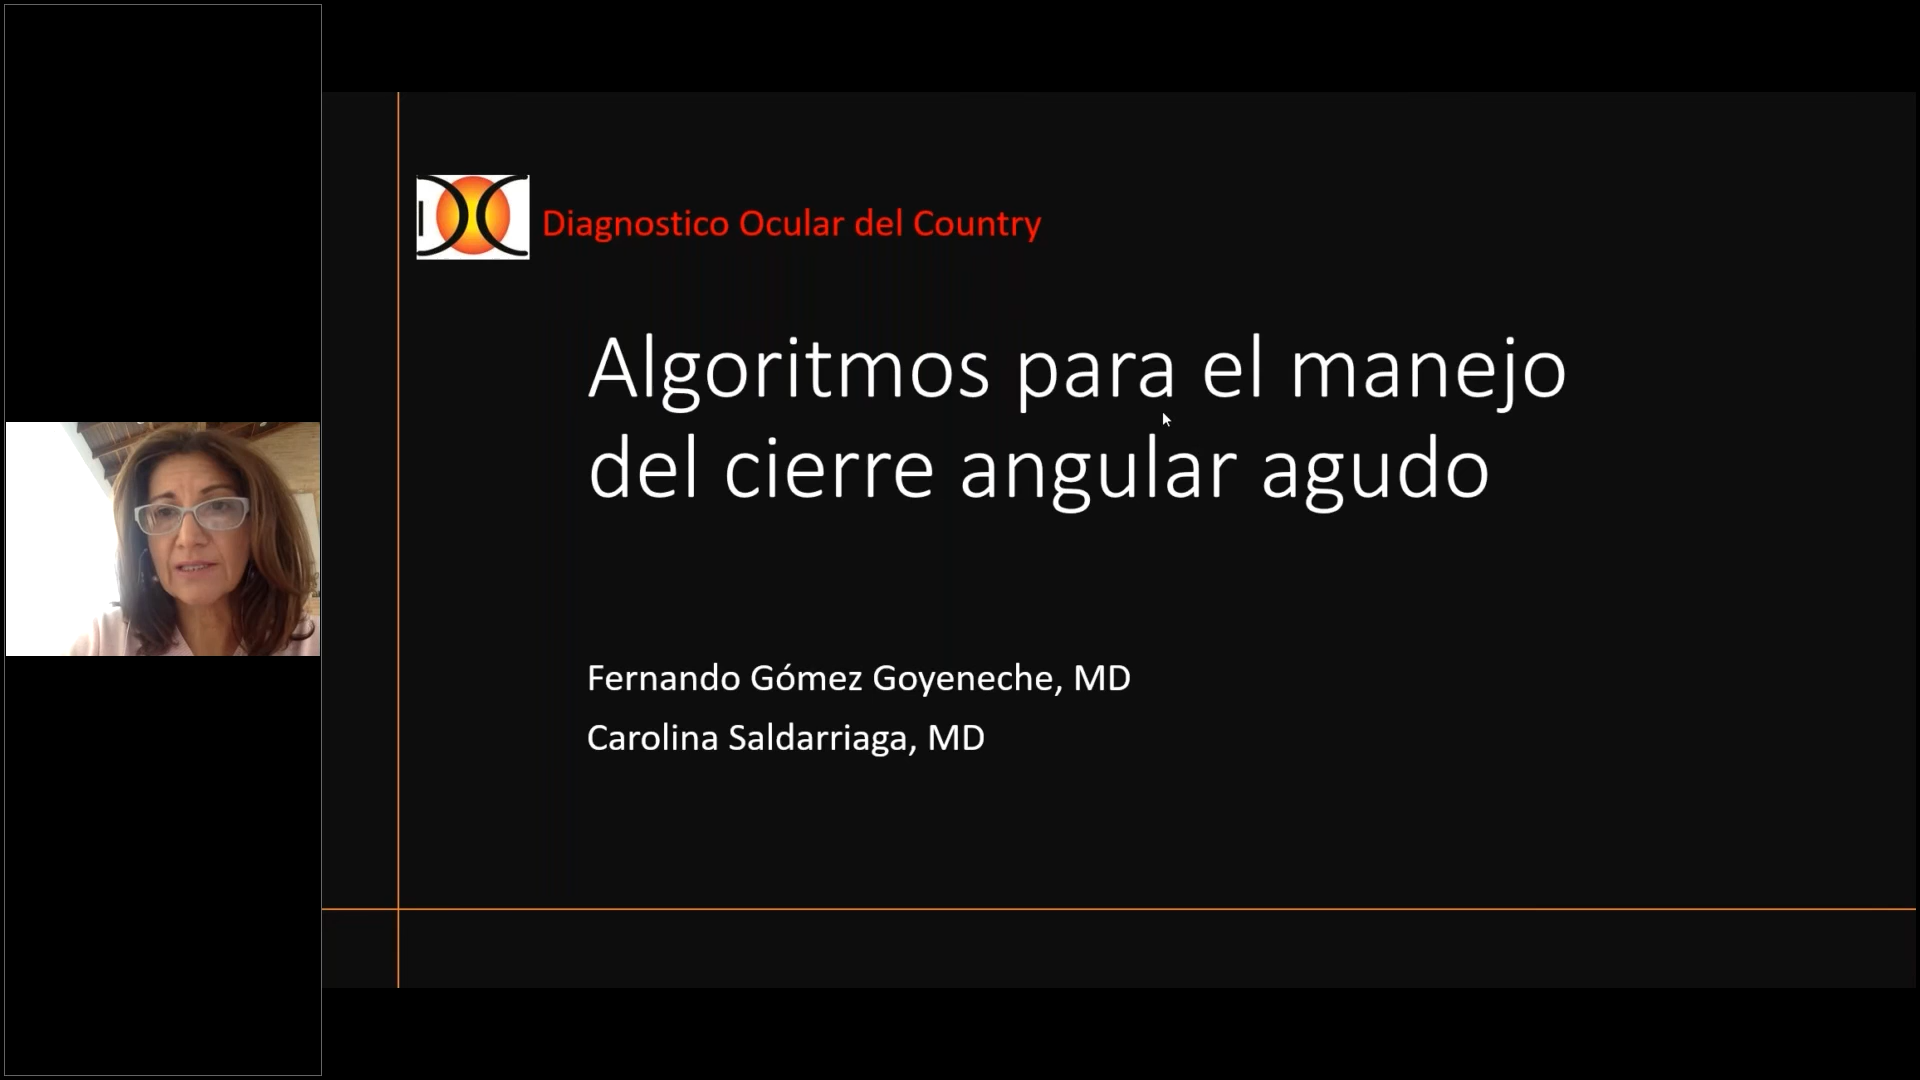 Diagnostico Ocular del Country
Algoritmos para el manejo
del cierre angular agudo
Fernando Gómez Goyeneche, MD
Carolina Saldarriaga, MD